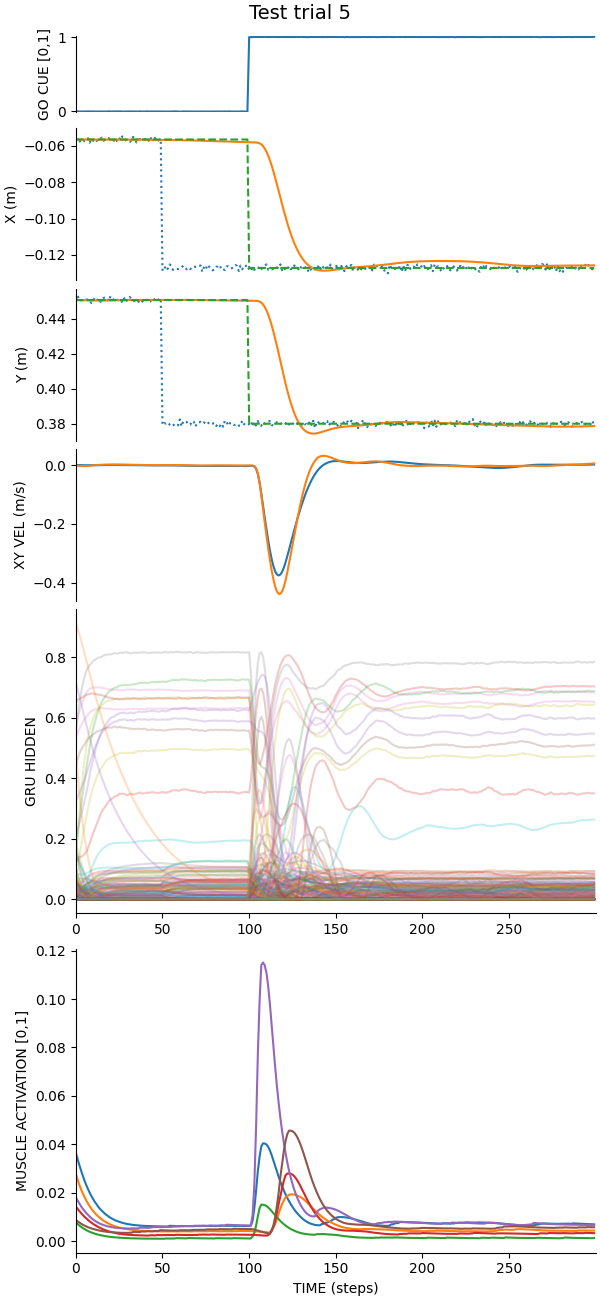 Test trial 5
GO CUE [0,1]
1
0
X (m)
−0.06
−0.08
−0.10
−0.12
Y (m)
0.44
0.42
0.40
0.38
XY VEL (m/s)
0.0
−0.2
−0.4
GRU HIDDEN
0.8
0.6
0.4
0.2
0.0
0 50 100 150 200 250
MUSCLE ACTIVATION [0,1]
0.12
0.10
0.08
0.06
0.04
0.02
0.00
0 50 100 150 200 250
TIME (steps)